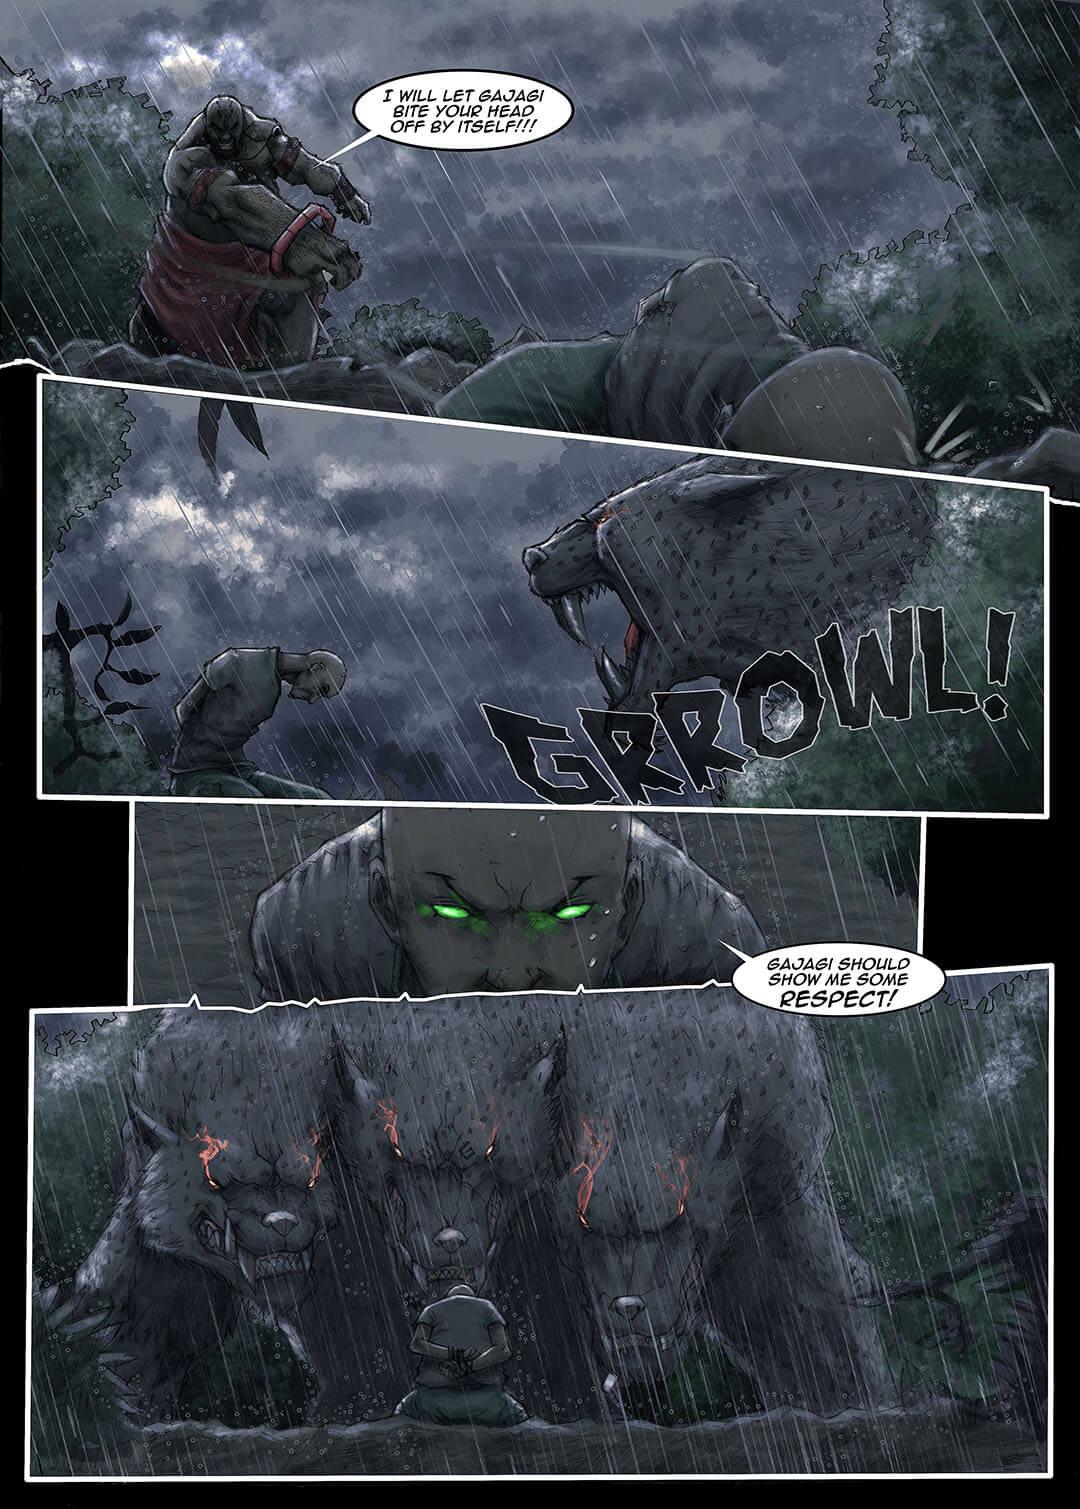 I WILL LET GAJAGI
BITE YOUR HEAD
OFF BY ITSELF!!!
GRROWL!
GAJAGI SHOULD
SHOW ME SOME
RESPECT!